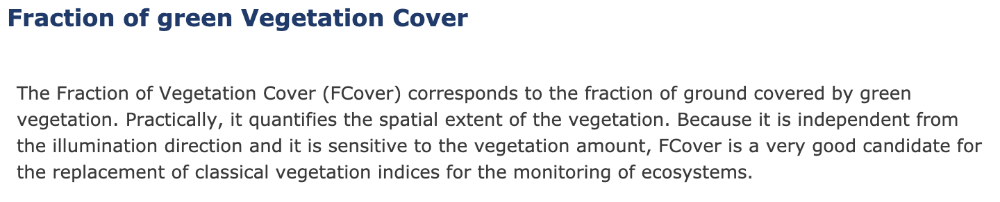 Fraction of green Vegetation Cover
The Fraction of Vegetation Cover (FCover) corresponds to the fraction of ground covered by green
vegetation. Practically, it quantifies the spatial extent of the vegetation. Because it is independent from
the illumination direction and it is sensitive to the vegetation amount, FCover is a very good candidate for
the replacement of classical vegetation indices for the monitoring of ecosystems.